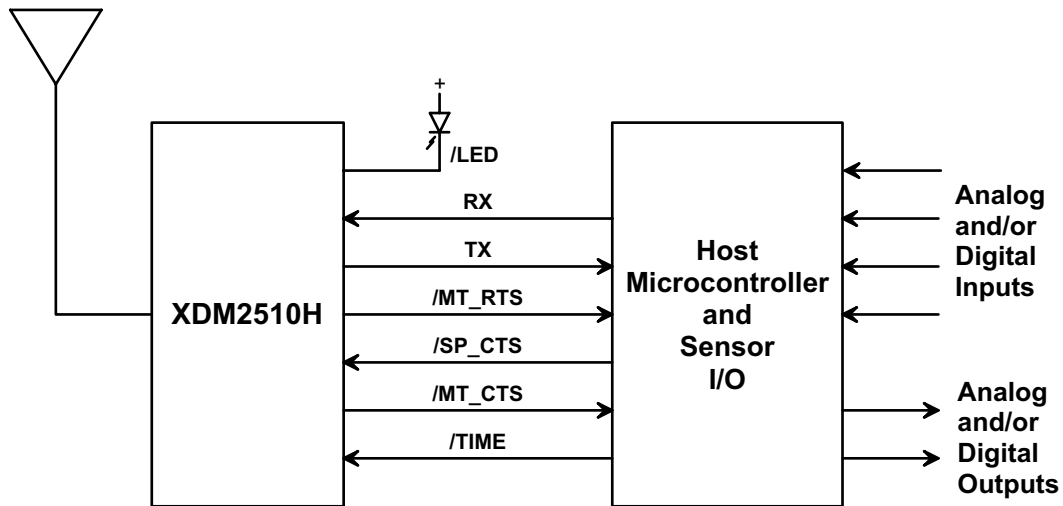 +
/LED
RX
TX
/MT_RTS
/SP_CTS
/MT_CTS
/TIME
XDM2510H
Host
Microcontroller
and
Sensor
I/O
Analog
and/or
Digital
Inputs
Analog
and/or
Digital
Outputs